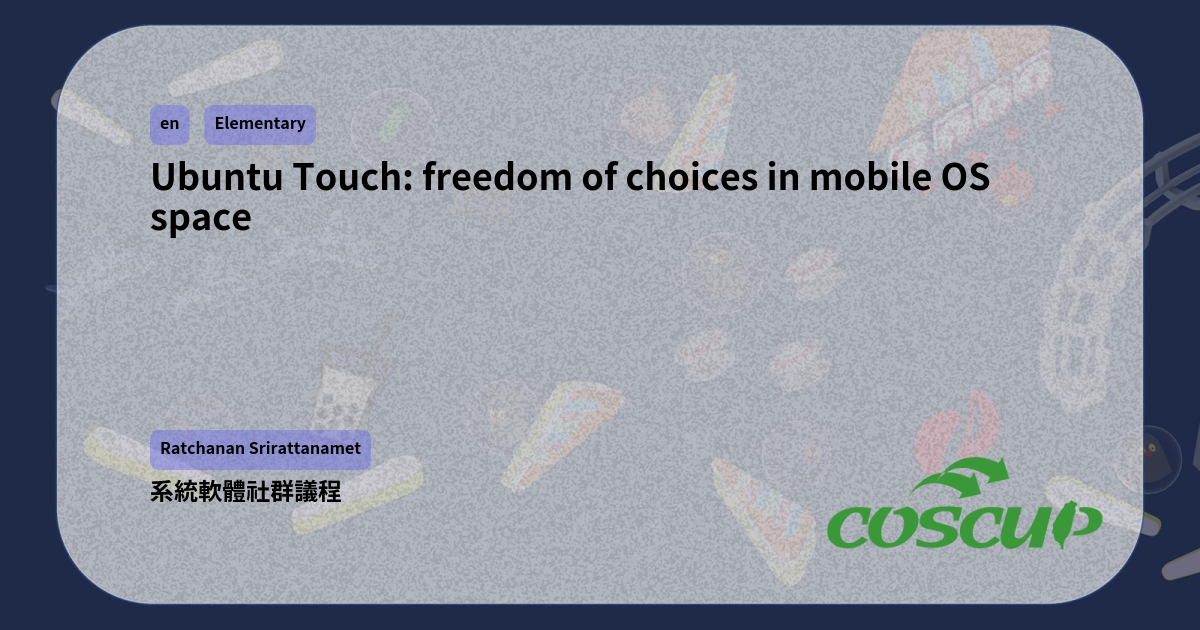 en
Elementary
Ubuntu Touch: freedom of choices in mobile OS
space
Ratchanan Srirattanamet
系統軟體社群議程
COSCUP